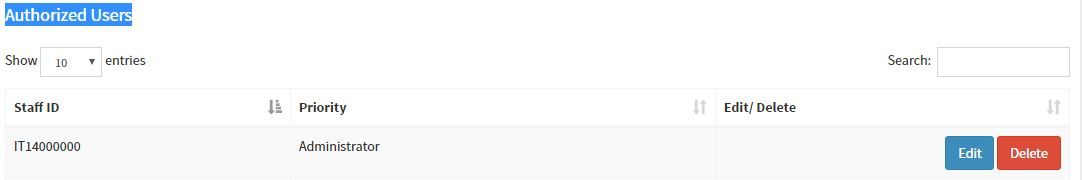 Authorized Users
Show 10 entries Search:
Staff ID Priority Edit/ Delete
IT14000000 Administrator Edit Delete